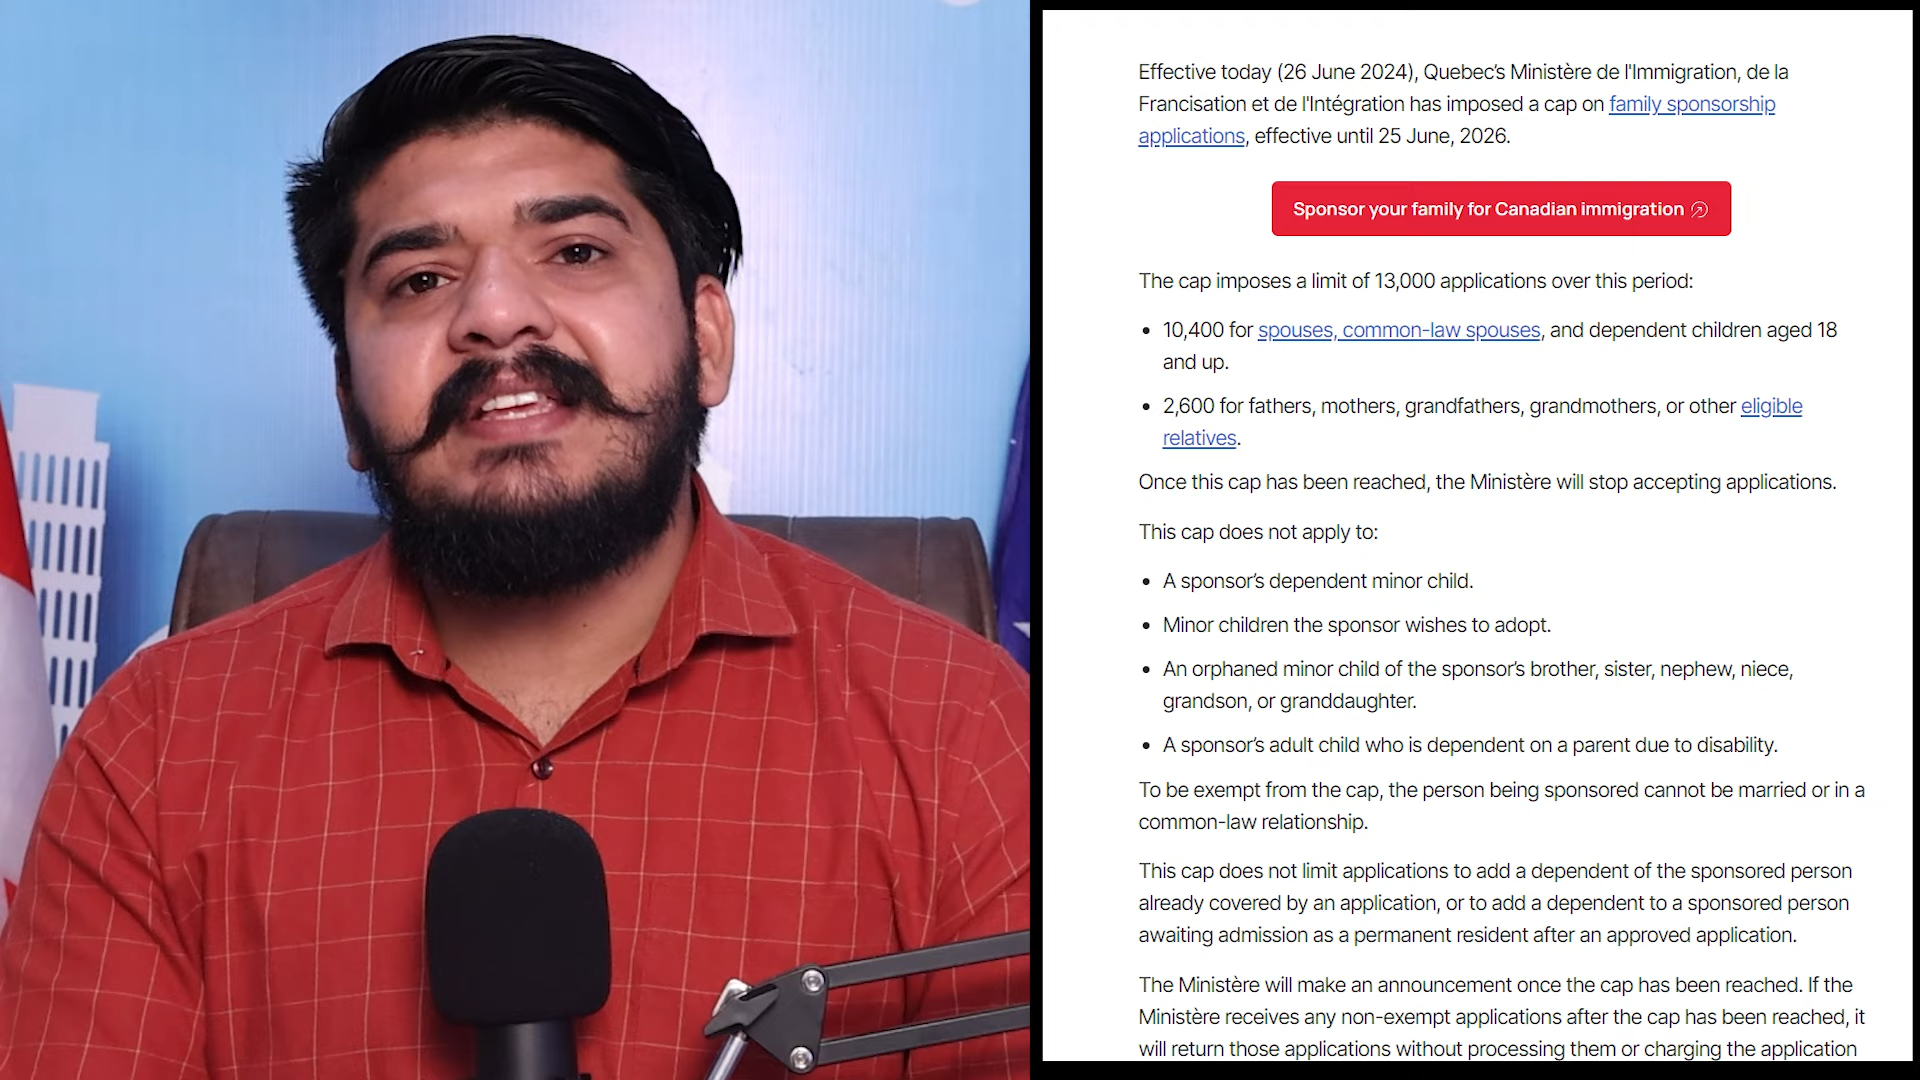 Effective today (26 June 2024), Quebec's Ministère de l'Immigration, de la
Francisation et de l'Intégration has imposed a cap on family sponsorship
applications, effective until 25 June, 2026.
Sponsor your family for Canadian immigration
The cap imposes a limit of 13,000 applications over this period:
• 10,400 for spouses, common-law spouses, and dependent children aged 18
and up.
• 2,600 for fathers, mothers, grandfathers, grandmothers, or other eligible
relatives.
Once this cap has been reached, the Ministère will stop accepting applications.
This cap does not apply to:
• A sponsor's dependent minor child.
• Minor children the sponsor wishes to adopt.
• An orphaned minor child of the sponsor's brother, sister, nephew, niece,
grandson, or granddaughter.
• A sponsor's adult child who is dependent on a parent due to disability.
To be exempt from the cap, the person being sponsored cannot be married or in a
common-law relationship.
This cap does not limit applications to add a dependent of the sponsored person
already covered by an application, or to add a dependent to a sponsored person
awaiting admission as a permanent resident after an approved application.
The Ministère will make an announcement once the cap has been reached. If the
Ministère receives any non-exempt applications after the cap has been reached, it
will return those applications without processing them or charging the application